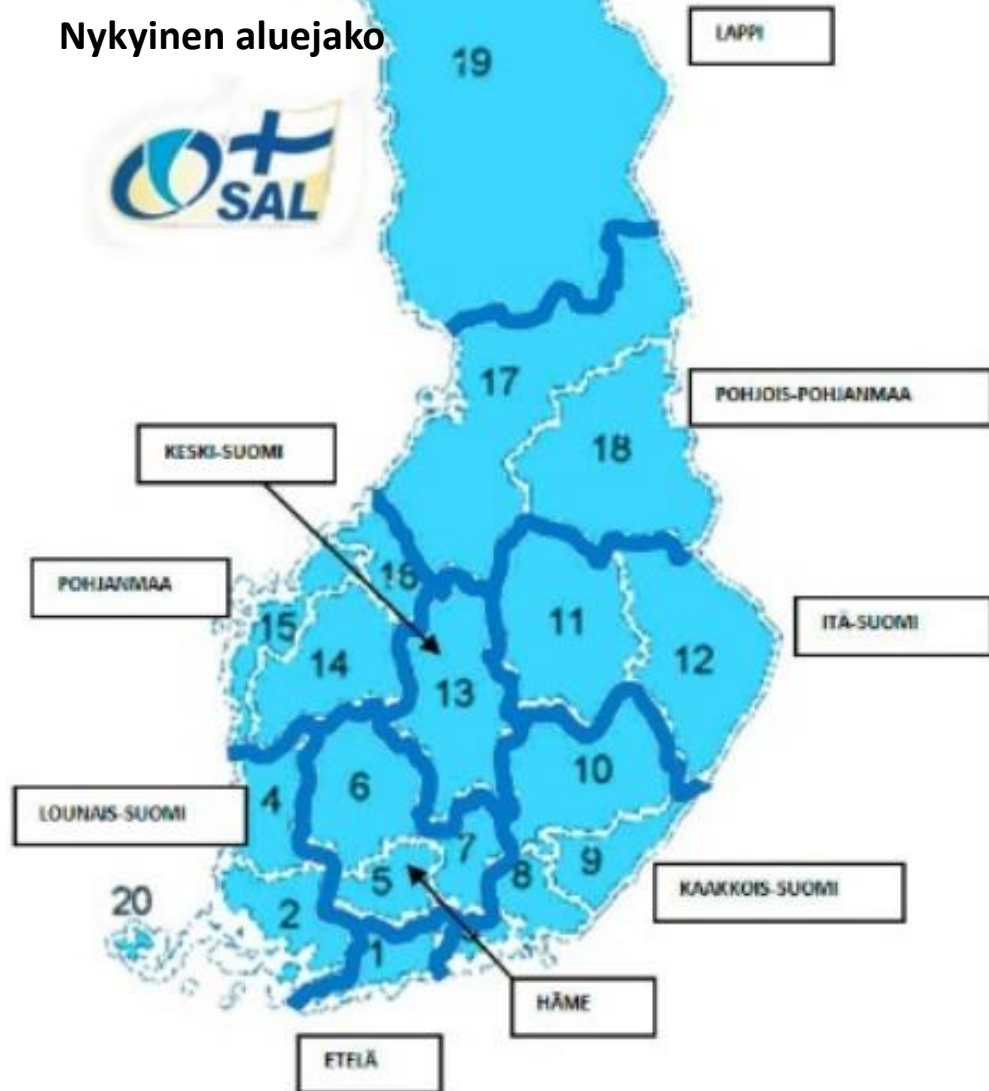 Nykyinen aluejako
LAPPI
19
SAL
17
POHJOIS-POHJANMAA
KESKI-SUOMI
18
POHJANMAA
16
15
11
ITÄ-SUOMI
14
12
13
6
10
4
LOUNAIS-SUOMI
7
5
8
9
KAAKKOIS-SUOMI
20
2
1
HÄME
ETELÄ